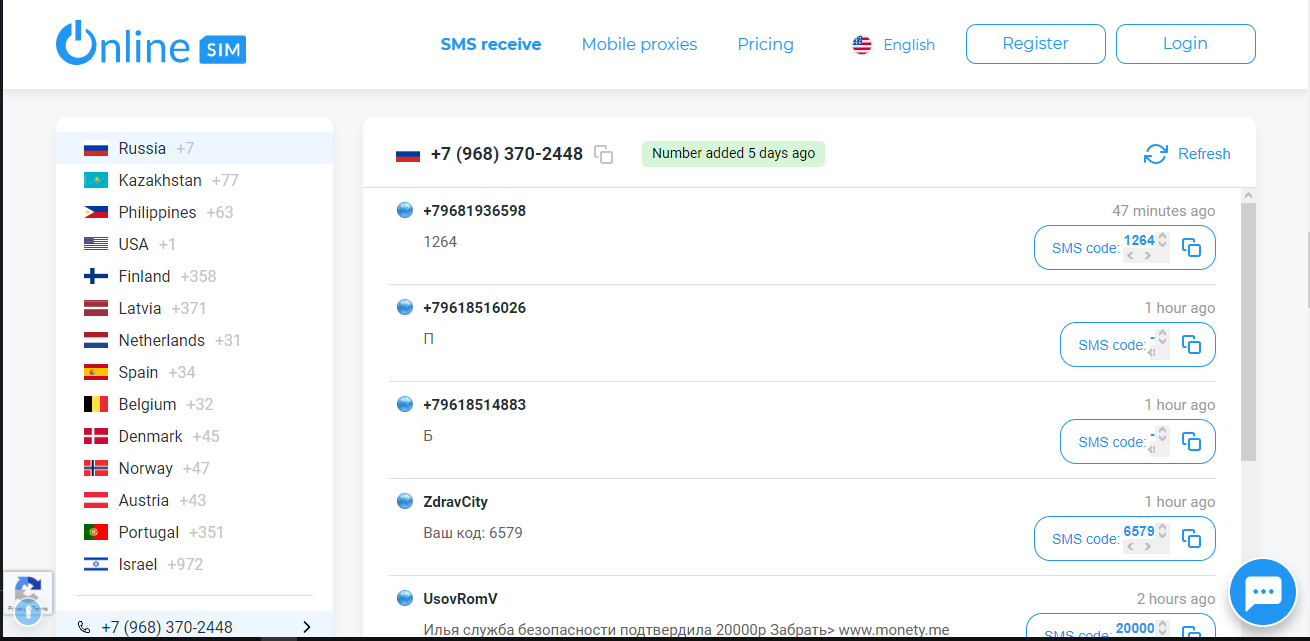 Online SIM
SMS receive
Mobile proxies
Pricing
English
Register
Login
Russia +7
Kazakhstan +77
Philippines +63
USA +1
Finland +358
Latvia +371
Netherlands +31
Spain +34
Belgium +32
Denmark +45
Norway +47
Austria +43
Portugal +351
Israel +972
+7 (968) 370-2448
+7 (968) 370-2448
Number added 5 days ago
Refresh
+79681936598
47 minutes ago
1264
SMS code: 1264
+79618516026
1 hour ago
П
SMS code: -
+79618514883
1 hour ago
Б
SMS code: -
ZdravCity
1 hour ago
Ваш код: 6579
SMS code: 6579
UsovRomV
2 hours ago
Илья служба безопасности подтвердила 20000р Забрать> www.monety.me
SMS code: 20000